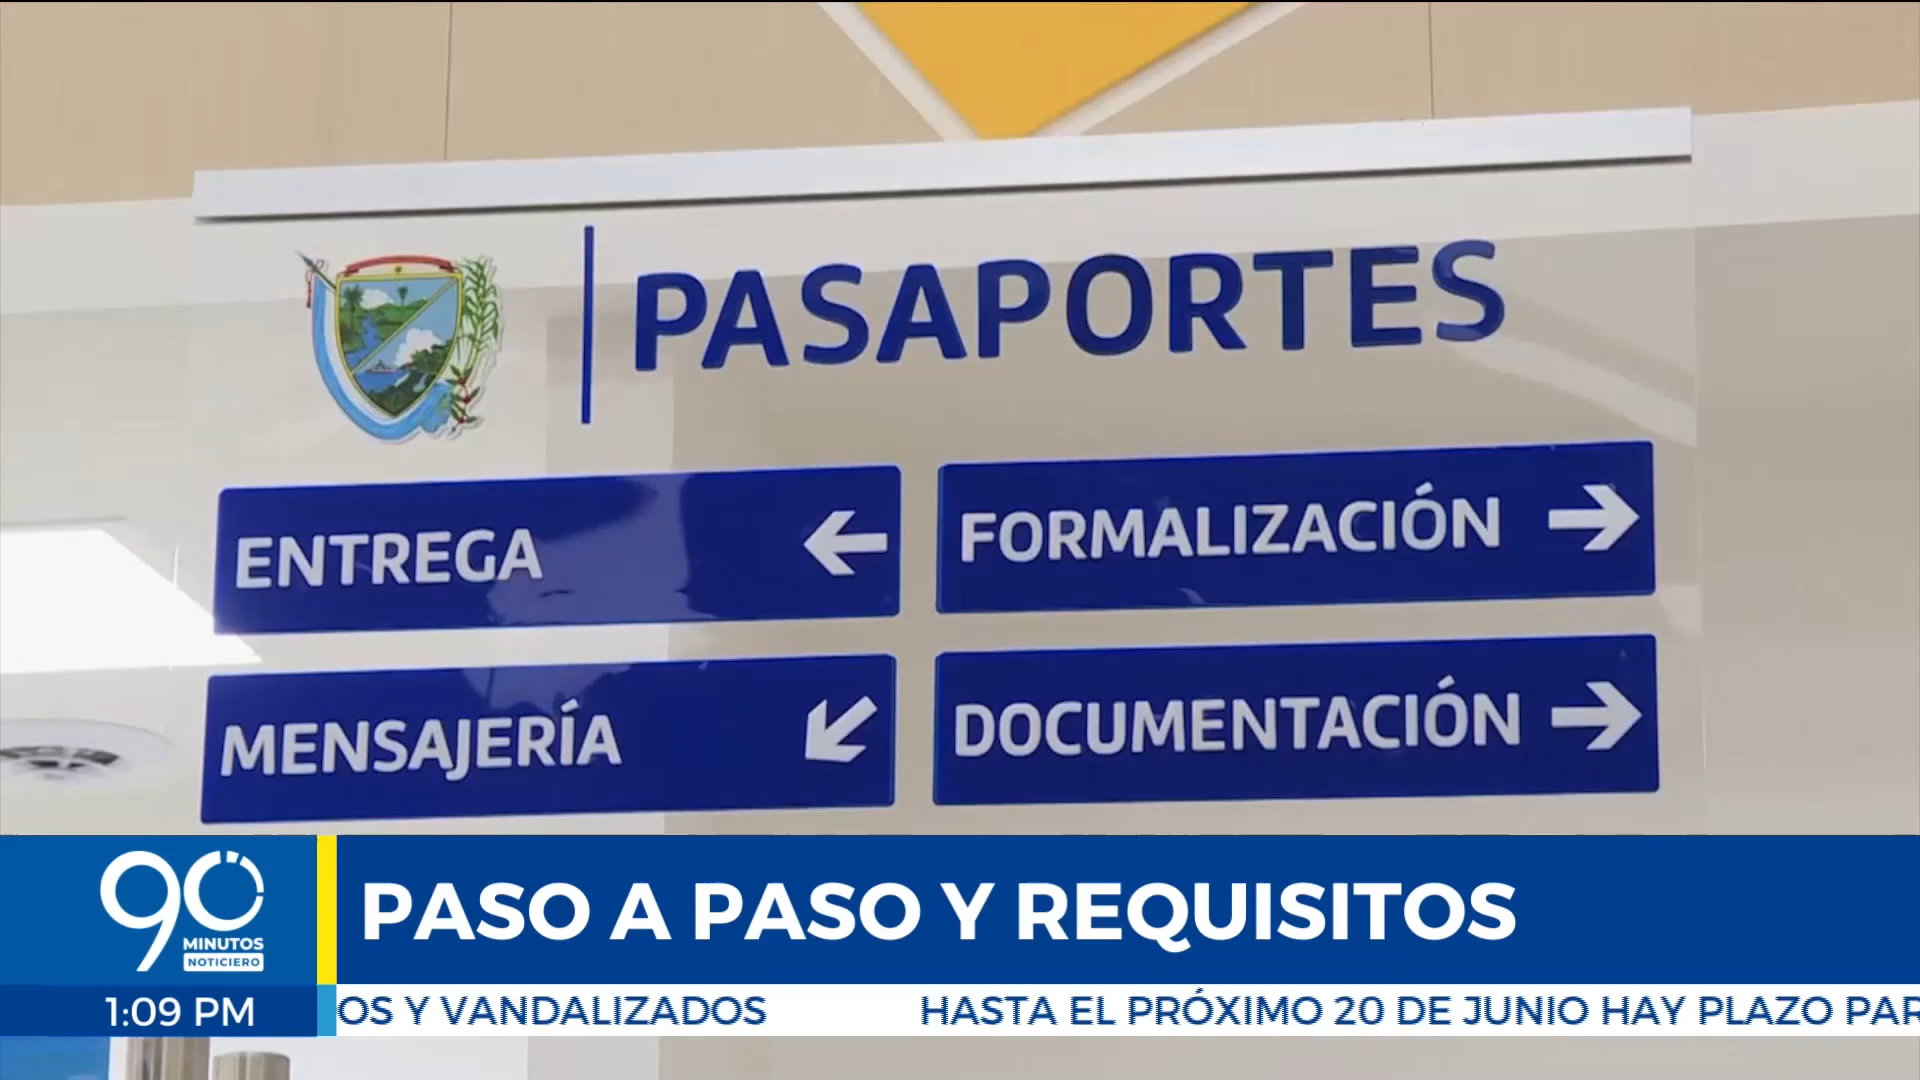 PASAPORTES
ENTREGA
FORMALIZACIÓN
MENSAJERÍA
DOCUMENTACIÓN
90
MINUTOS
NOTICIERO
PASO A PASO Y REQUISITOS
1:09 PM
OS Y VANDALIZADOS HASTA EL PRÓXIMO 20 DE JUNIO HAY PLAZO PAR